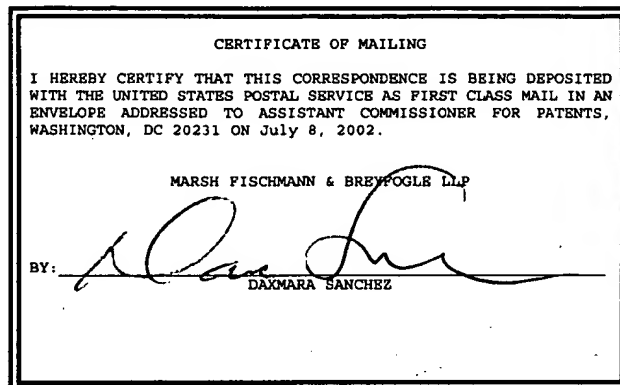 CERTIFICATE OF MAILING
I HEREBY CERTIFY THAT THIS CORRESPONDENCE IS BEING DEPOSITED
WITH THE UNITED STATES POSTAL SERVICE AS FIRST CLASS MAIL IN AN
ENVELOPE ADDRESSED TO ASSISTANT COMMISSIONER FOR PATENTS,
WASHINGTON, DC 20231 ON July 8, 2002.
MARSH FISCHMANN & BREYFOGLE LLP
BY:
DAXMARA SANCHEZ